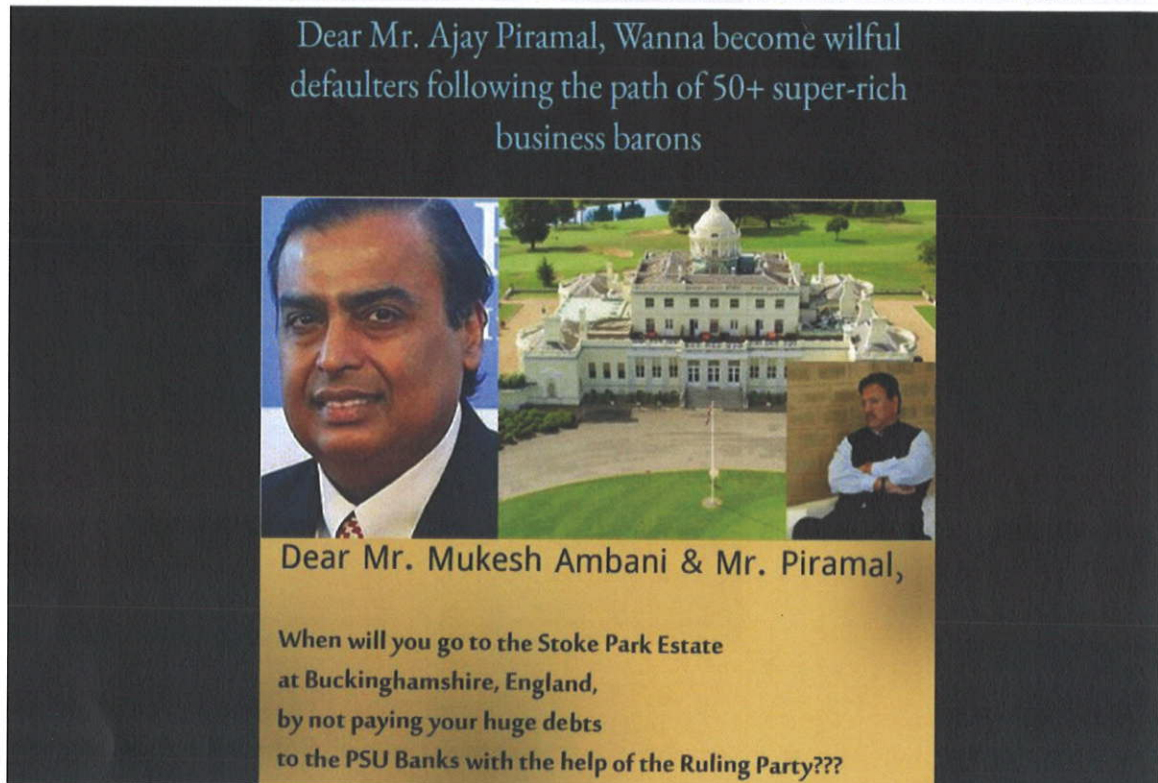 Dear Mr. Ajay Piramal, Wanna become wilful
defaulters following the path of 50+ super-rich
business barons
Dear Mr. Mukesh Ambani & Mr. Piramal,
When will you go to the Stoke Park Estate
at Buckinghamshire, England,
by not paying your huge debts
to the PSU Banks with the help of the Ruling Party???